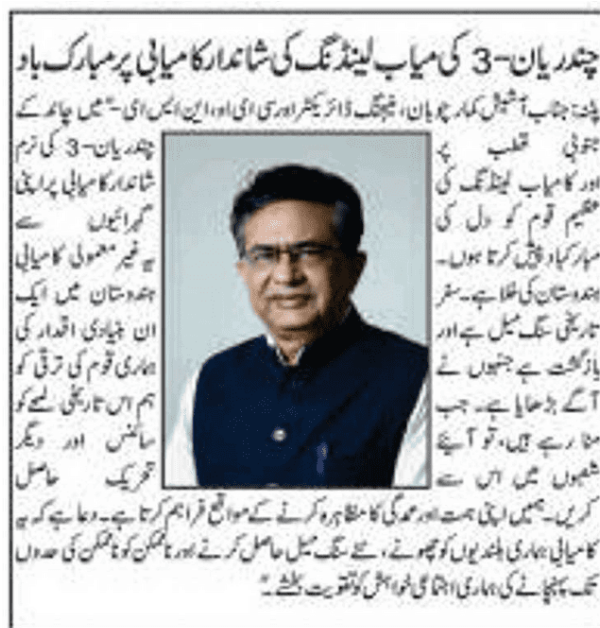 چندریان-3 کی میاب لینڈنگ کی شاندار کامیابی پر مبارک باد
پٹنہ: جناب آشیش کمار چوہان، منیجنگ ڈائریکٹر اور سی ای او، این ایس ای -”میں چاند کے
جنوبی قطب پر چندریان-3 کی نرم
اور کامیاب لینڈنگ کی شاندار کامیابی پر اپنی
عظیم قوم کو دل کی گہرائیوں سے
مبارکباد پیش کرتا ہوں۔ یہ غیر معمولی کامیابی
ہندوستان کی خلا ہے۔ سفر ہندوستان میں ایک
تاریخی سنگ میل ہے اور ان بنیادی اقدار کی
بازگشت ہے جنہوں نے ہماری قوم کی ترقی کو
آگے بڑھایا ہے۔ جب ہم اس تاریخی لمحے کو
منا رہے ہیں، تو آیئے سائنس اور دیگر
شعبوں میں اس سے تحریک حاصل
کریں۔ ہمیں اپنی ہمت اور عمدگی کا مظاہرہ کرنے کے مواقع فراہم کرتا ہے۔ دعا ہے کہ یہ
کامیابی ہماری بلندیوں کو چھونے، نئے سنگ میل حاصل کرنے اور ناممکن کو ناممکن کی حدوں
تک پہنچانے کی ہماری اجتماعی خواہش کو تقویت بخشے۔“